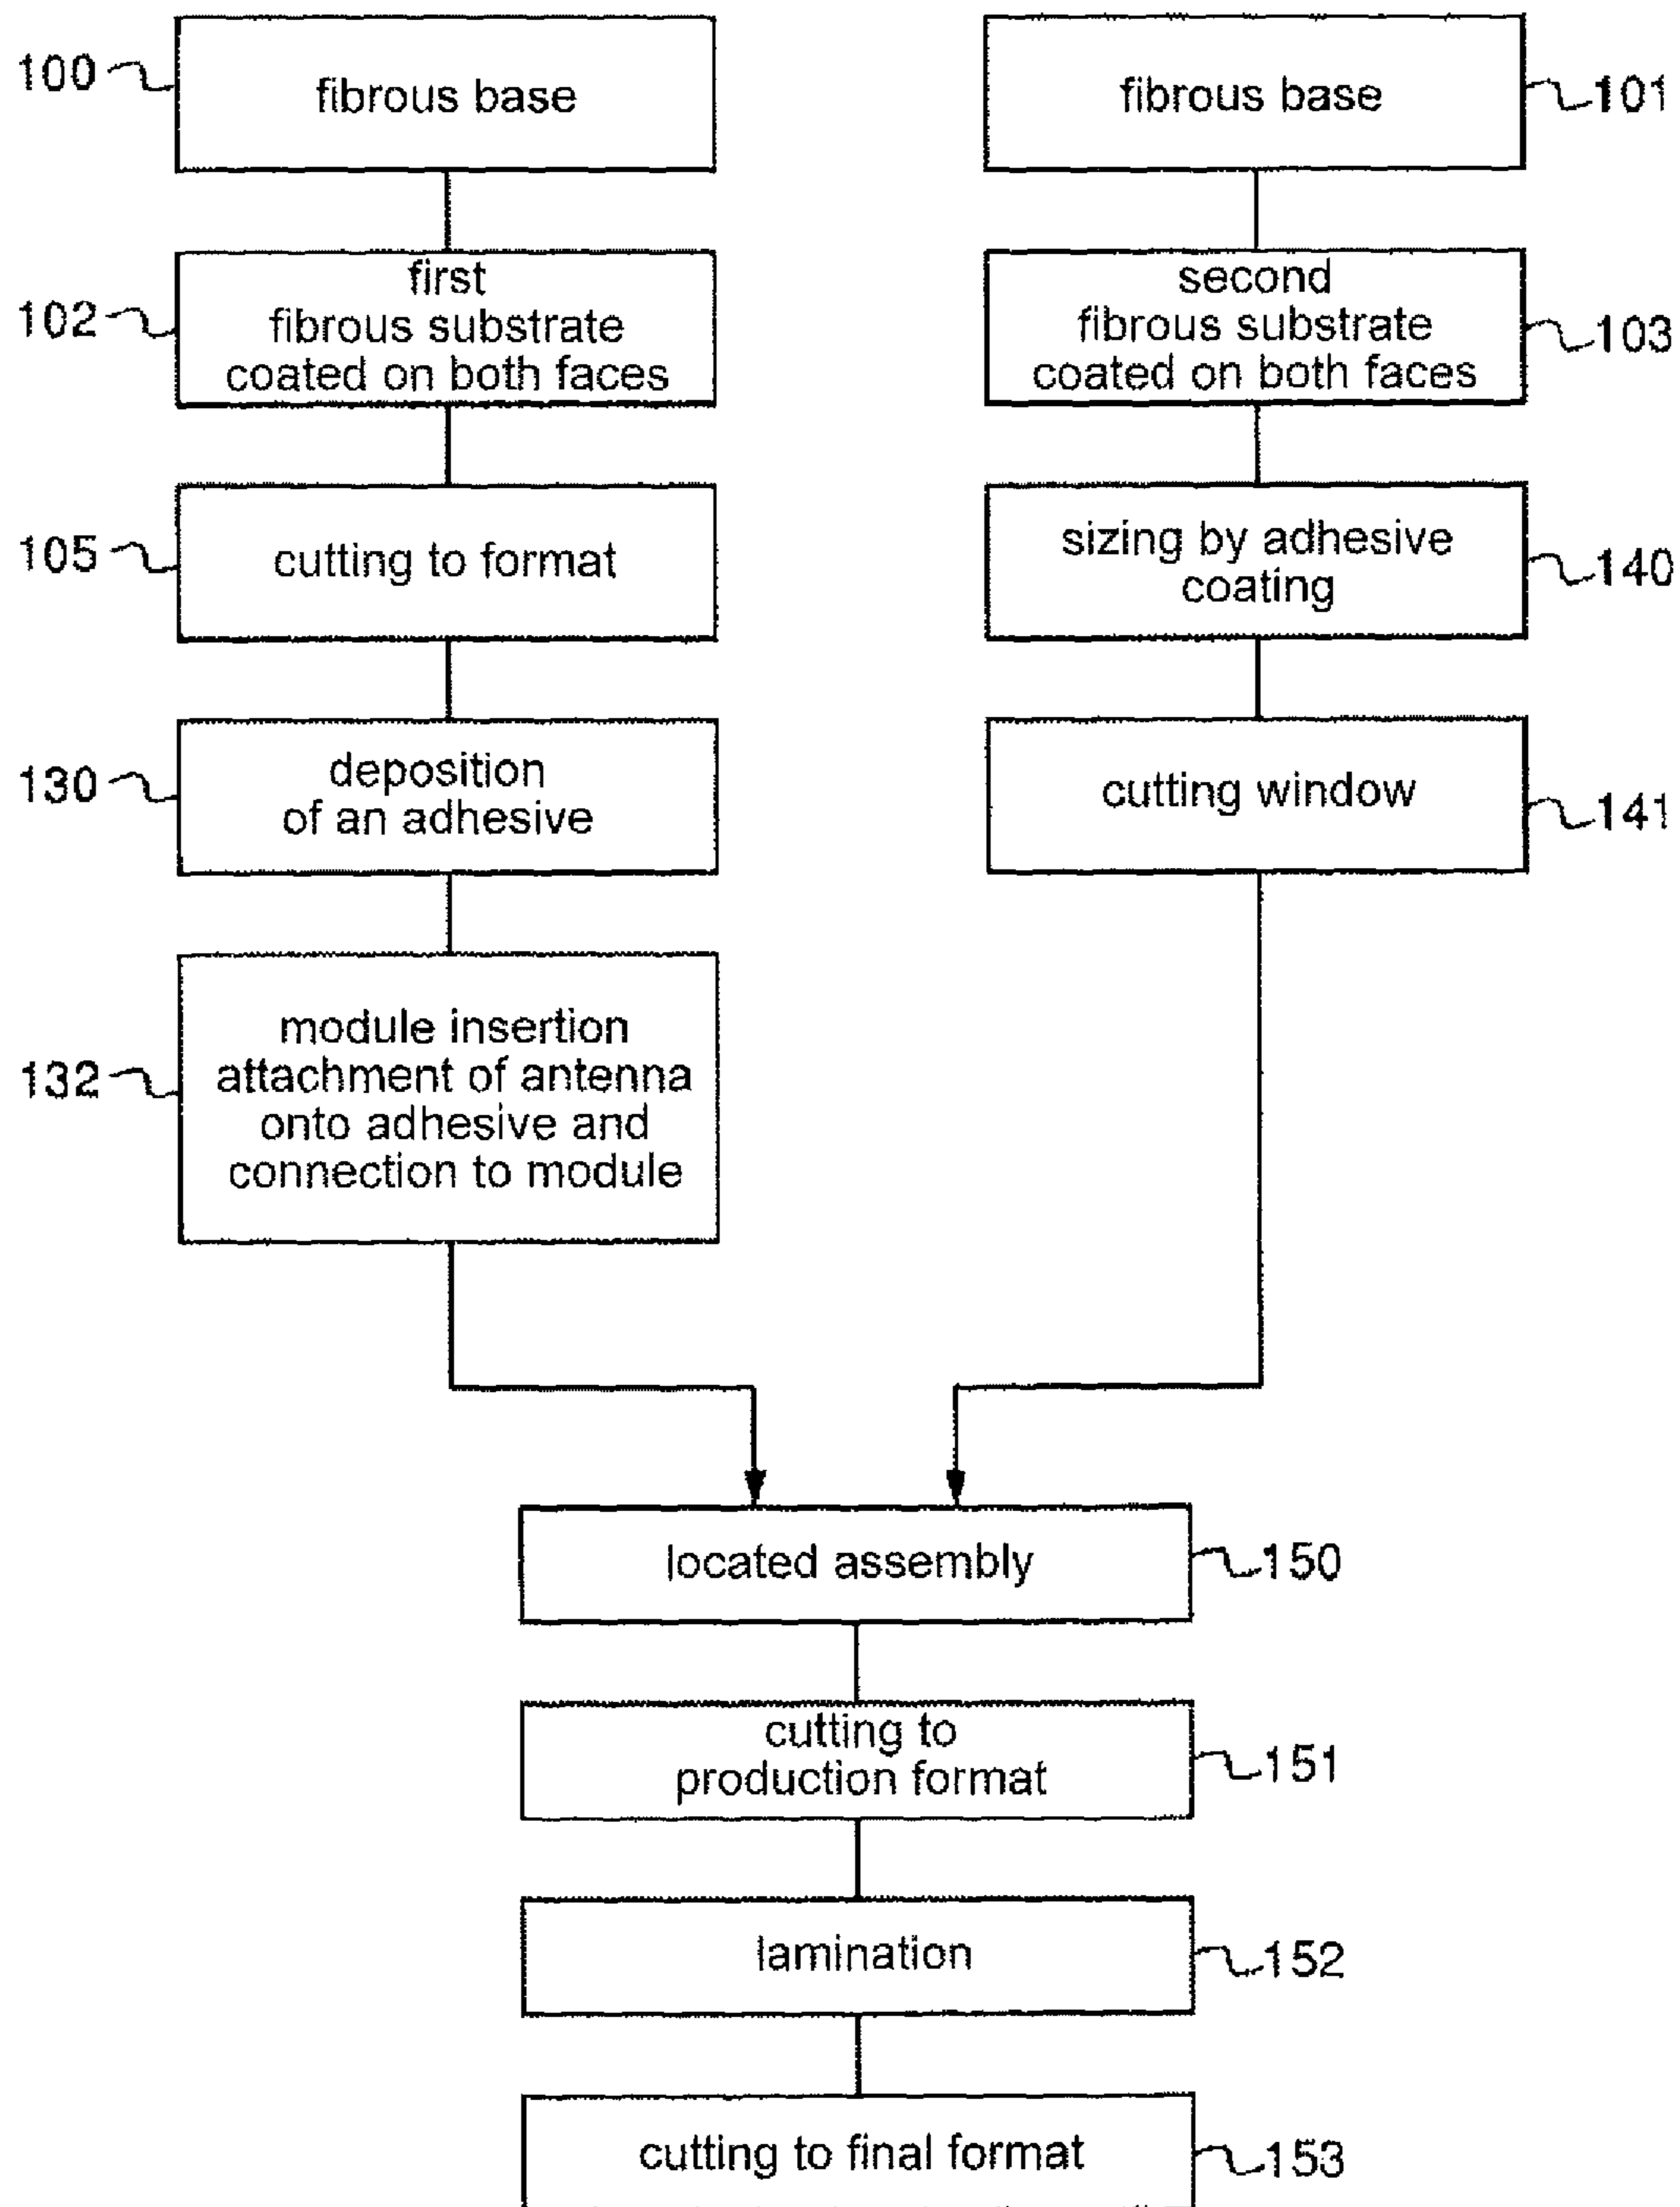 100
fibrous base
fibrous base
101
102
first
fibrous substrate
coated on both faces
second
fibrous substrate
coated on both faces
103
105
cutting to format
sizing by adhesive
coating
140
130
deposition
of an adhesive
cutting window
141
132
module insertion
attachment of antenna
onto adhesive and
connection to module
located assembly
150
cutting to
production format
151
lamination
152
cutting to final format
153